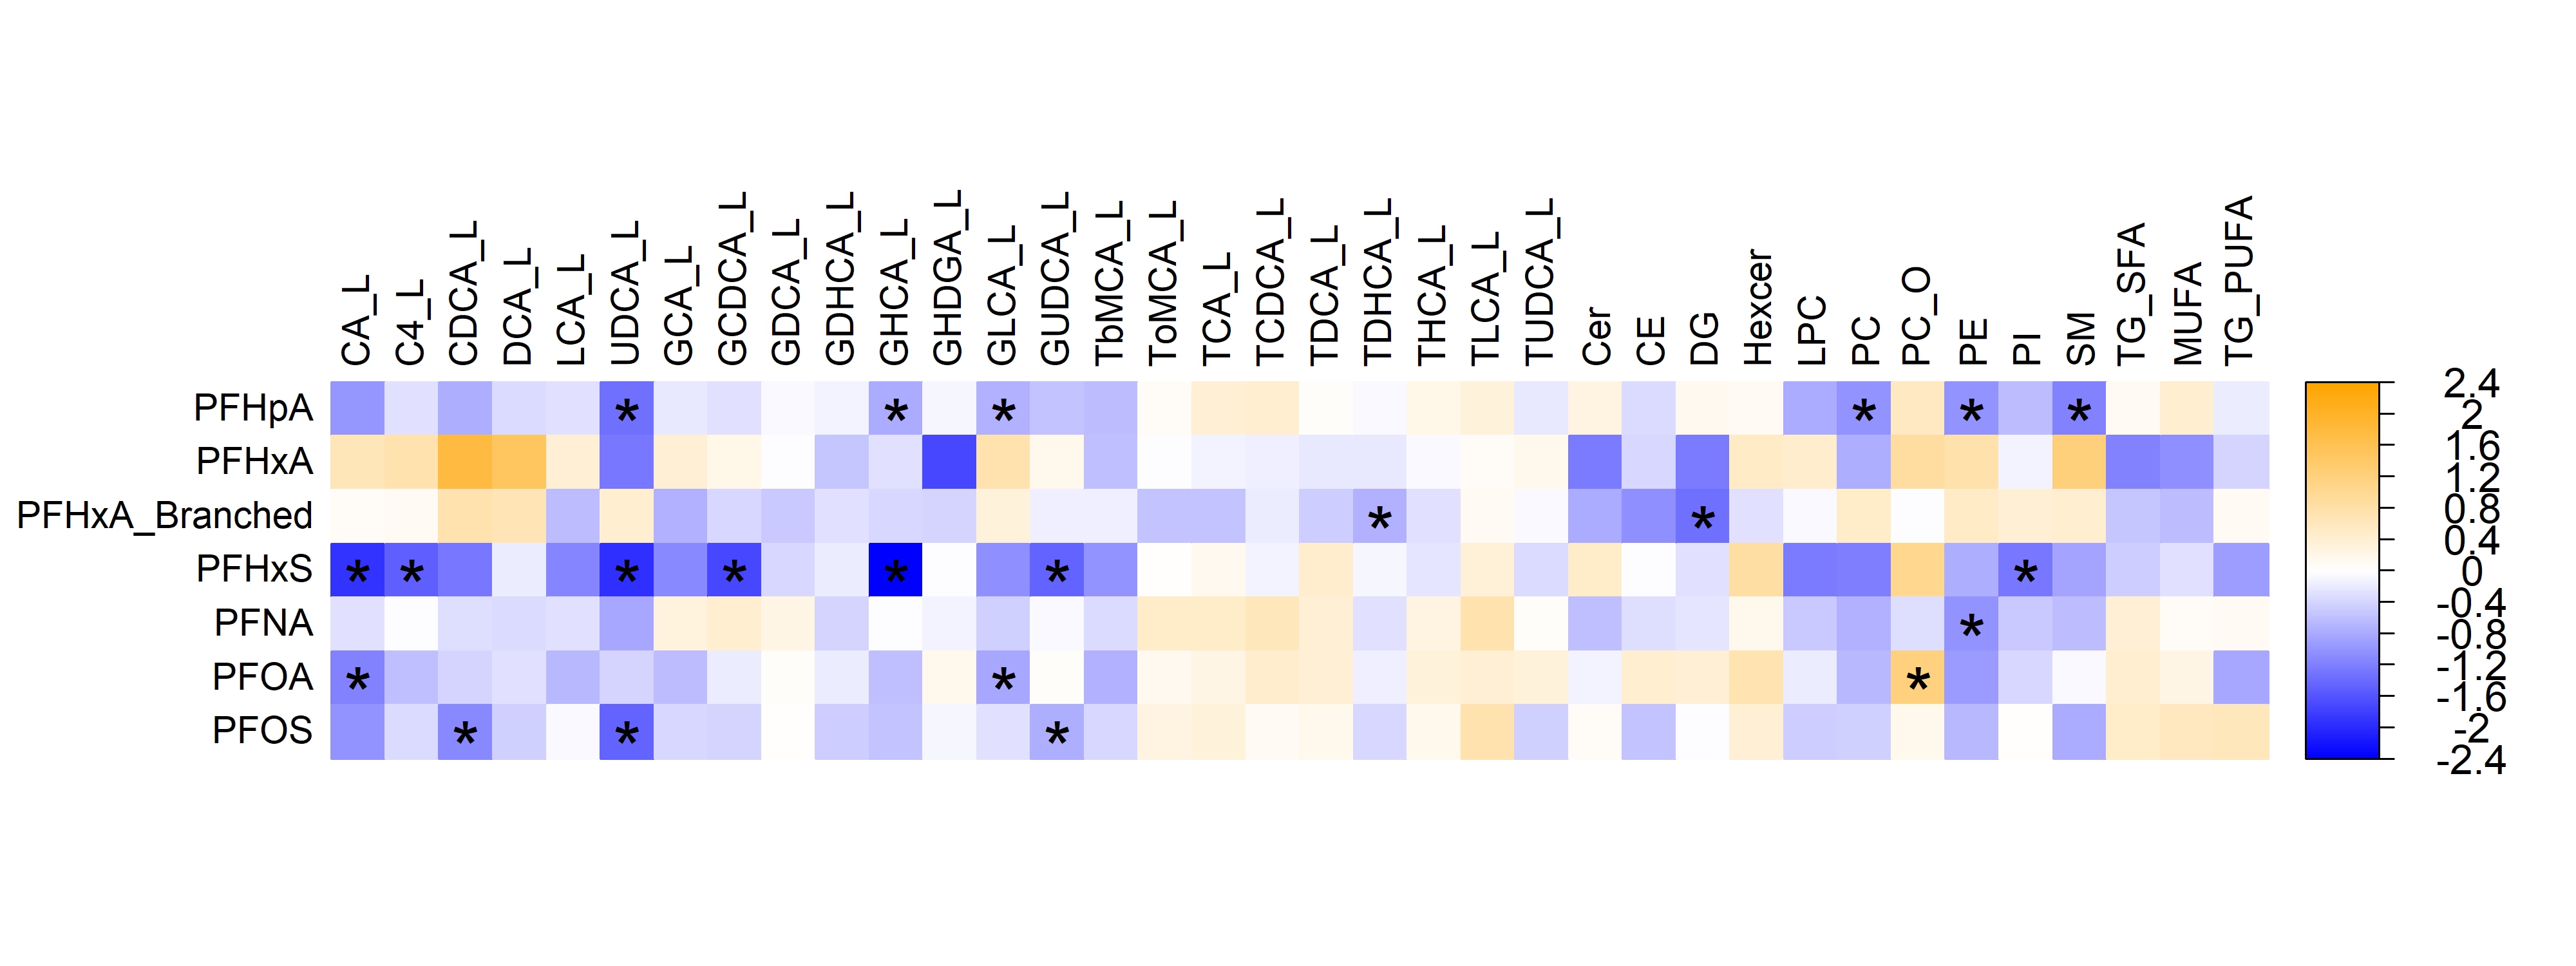 CA_L
C4_L
CDCA_L
DCA_L
LCA_L
UDCA_L
GCA_L
GCDCA_L
GDCA_L
GDHCA_L
GHCA_L
GHDGA_L
GLCA_L
GUDCA_L
TbMCA_L
ToMCA_L
TCA_L
TCDCA_L
TDCA_L
TDHCA_L
THCA_L
TLCA_L
TUDCA_L
Cer
CE
DG
Hexcer
LPC
PC
PC_O
PE
PI
SM
TG_SFA
MUFA
TG_PUFA
PFHpA * * * * * *
PFHxA
PFHxA_Branched * *
PFHxS * * * * * * *
PFNA *
PFOA * * *
PFOS * * *
2.4
2
1.6
1.2
0.8
0.4
0
-0.4
-0.8
-1.2
-1.6
-2
-2.4